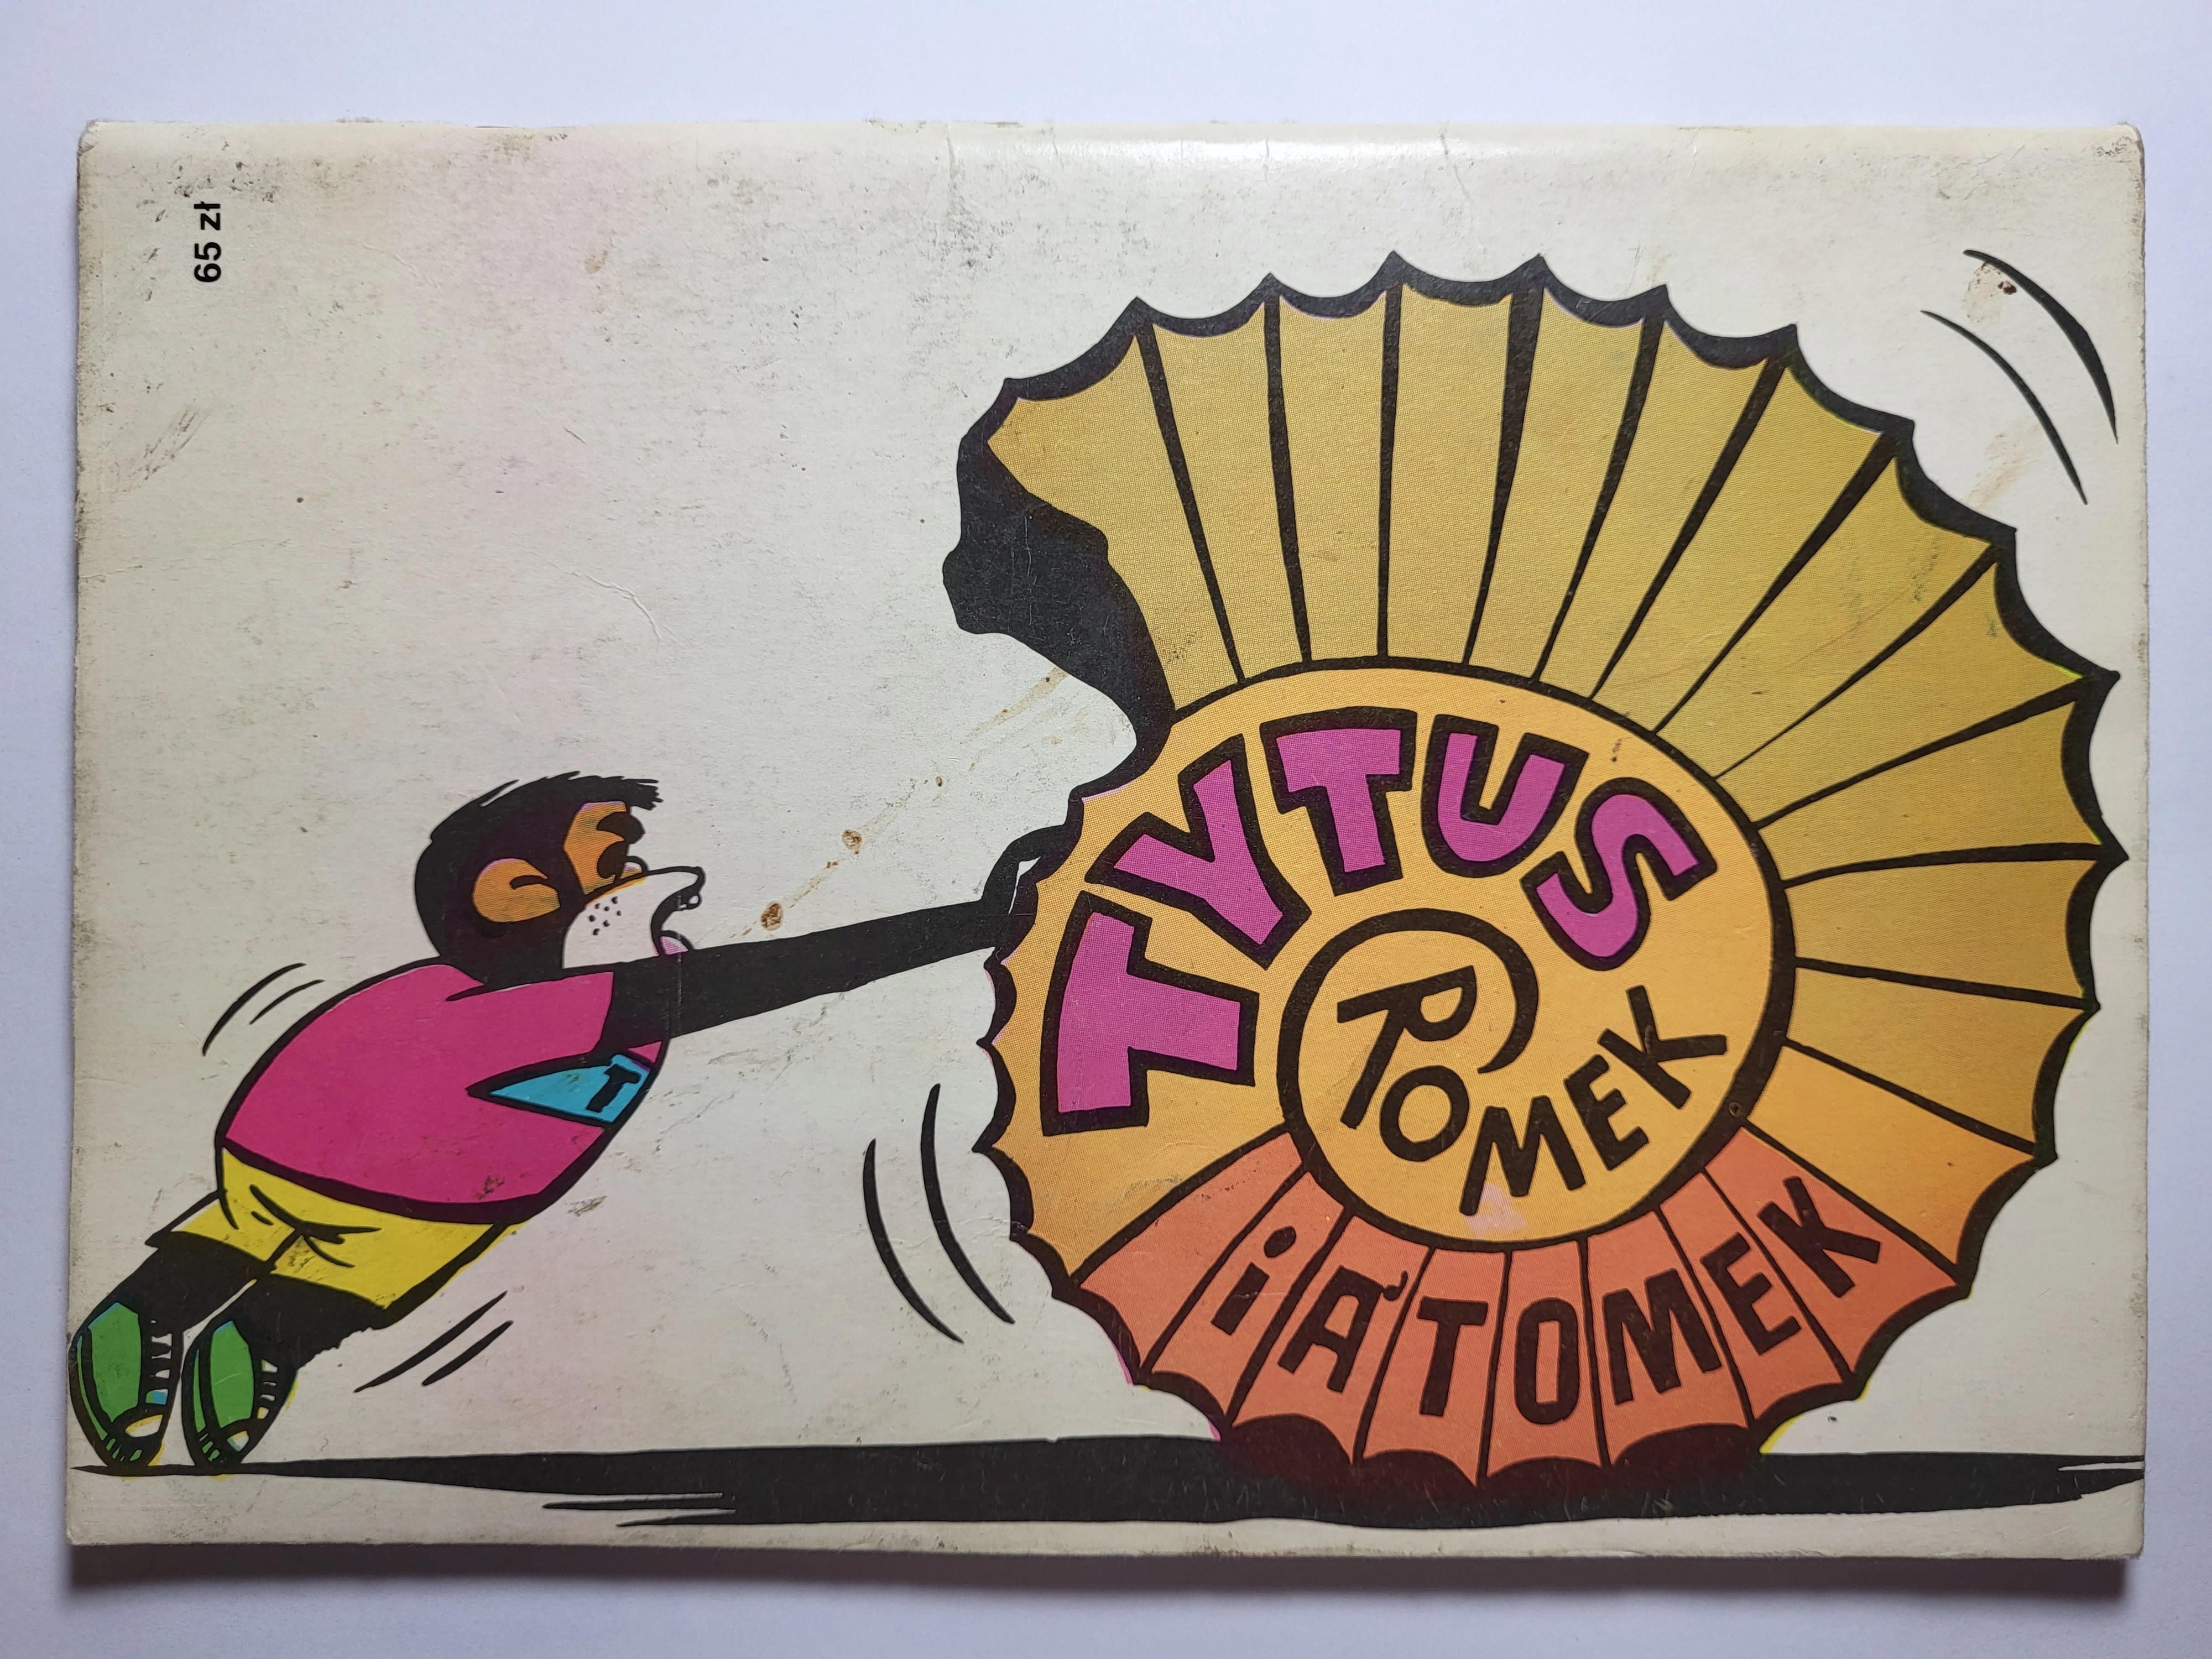 65 zł
TYTUS
ROMEK
i A'TOMEK
T